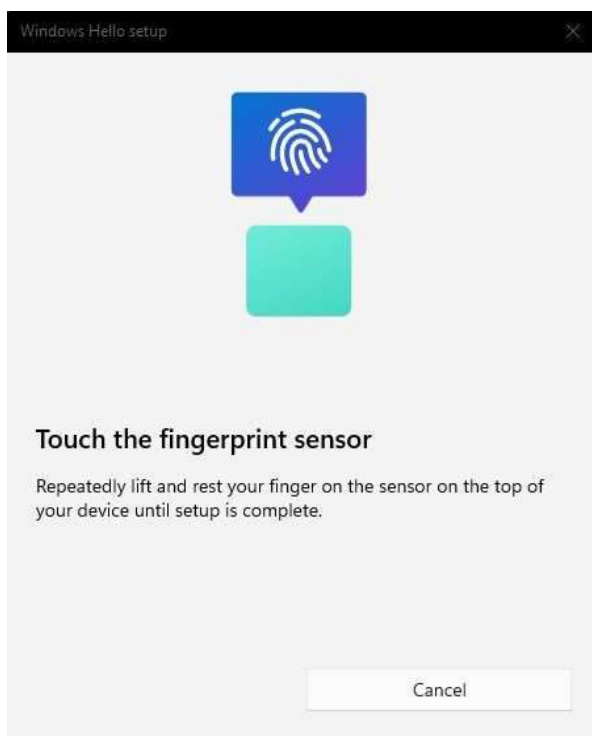 Windows Hello setup
Touch the fingerprint sensor
Repeatedly lift and rest your finger on the sensor on the top of
your device until setup is complete.
Cancel